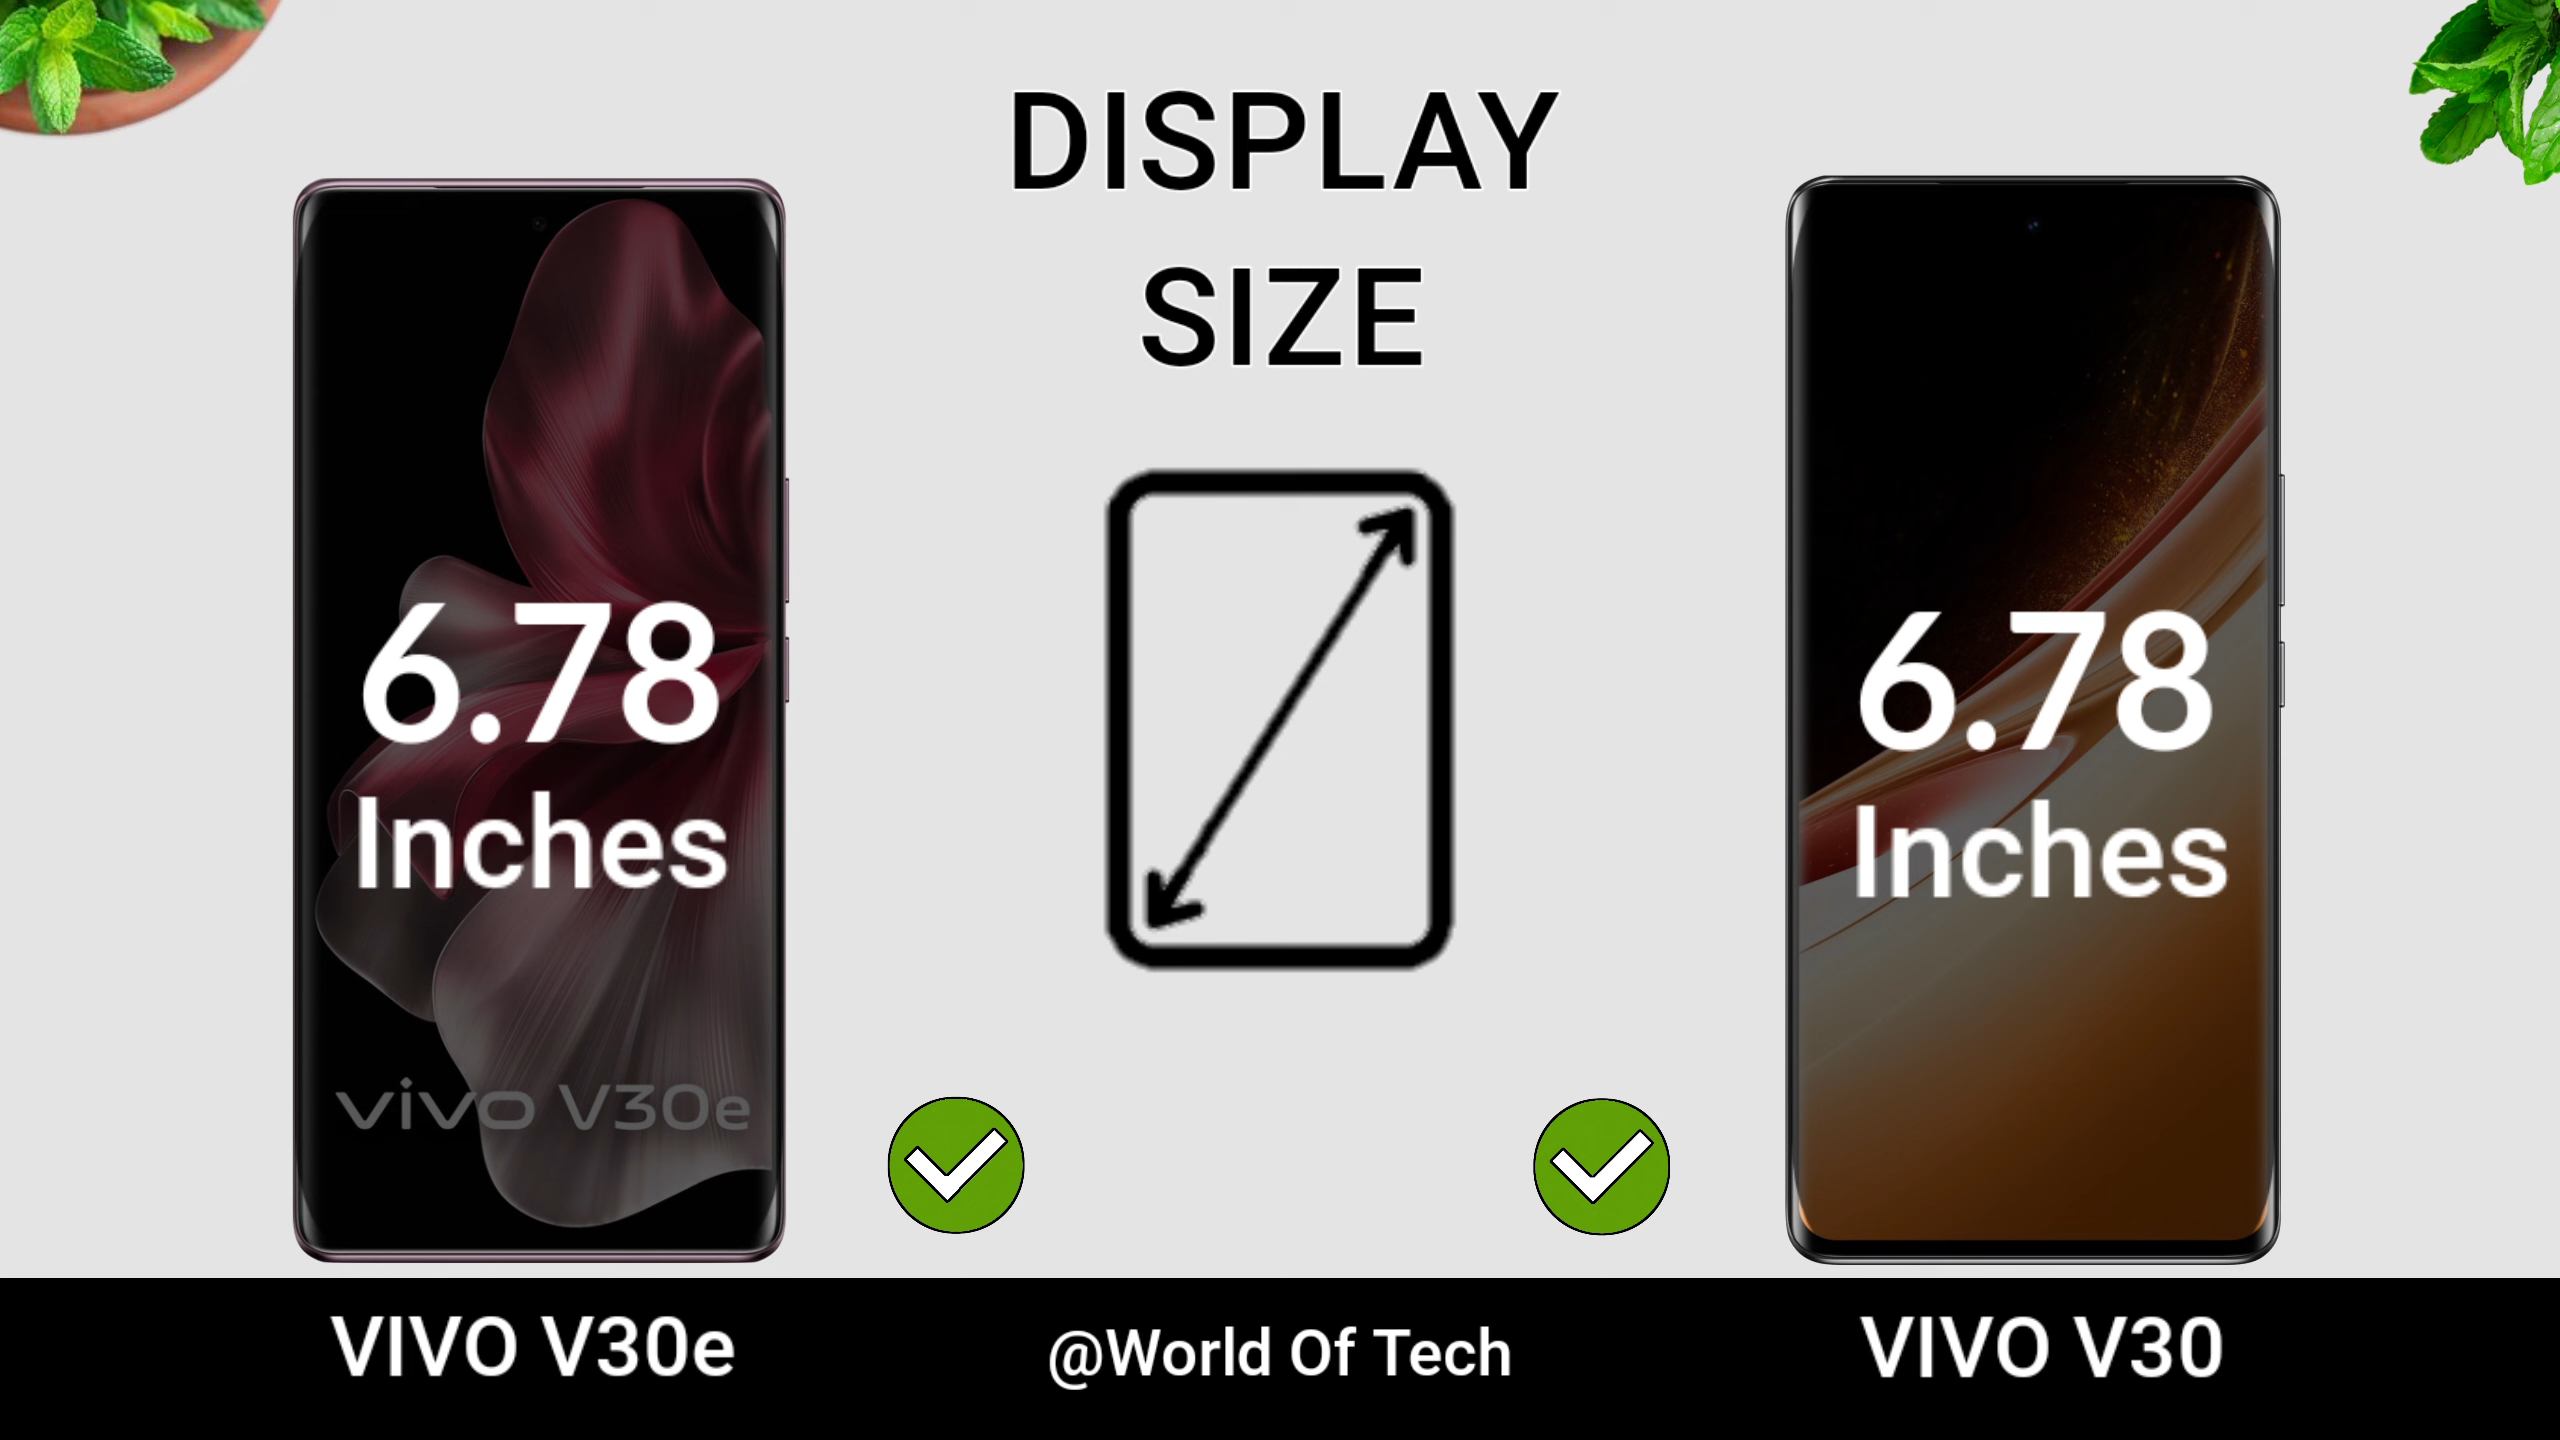 DISPLAY
SIZE
6.78
Inches
vivo V30e
6.78
Inches
VIVO V30e
@World Of Tech
VIVO V30